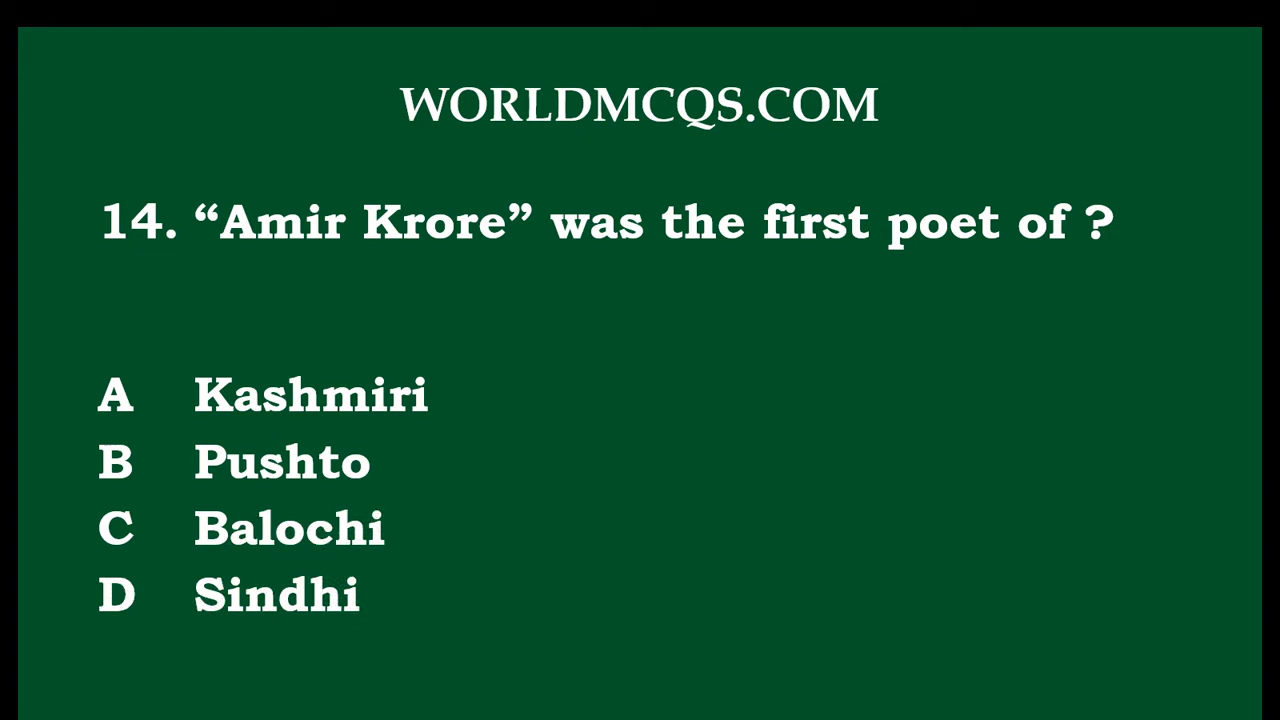 WORLDMCQS.COM
14. “Amir Krore” was the first poet of ?
A Kashmiri
B Pushto
C Balochi
D Sindhi